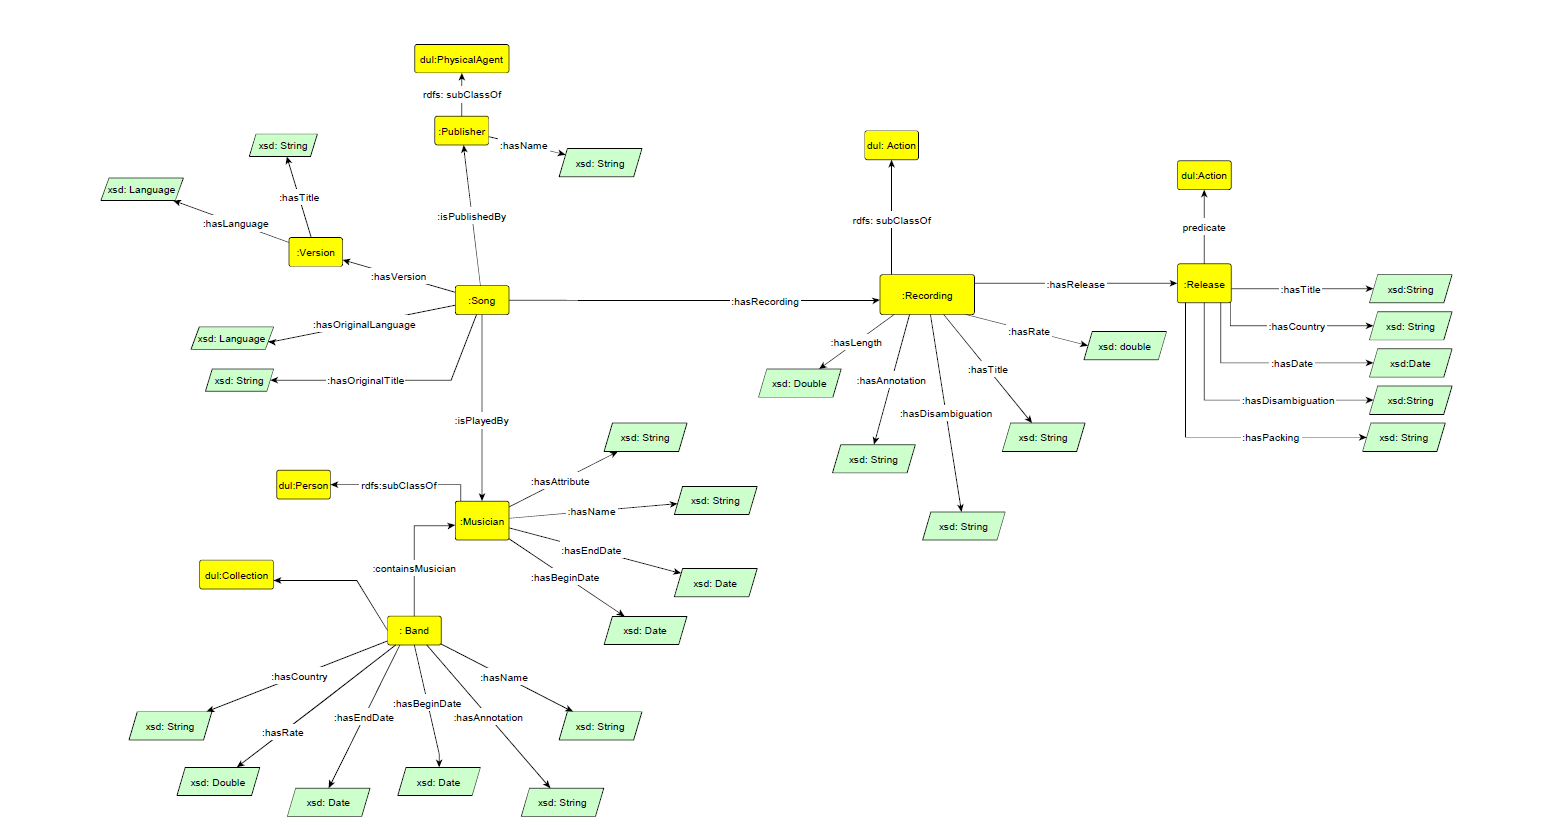 dul:PhysicalAgent
rdfs: subClassOf
:Publisher
:hasName
xsd: String
xsd: String
xsd: Language
:hasTitle
:hasLanguage
:Version
:isPublishedBy
:hasVersion
:Song
:hasOriginalLanguage
xsd: Language
xsd: String
:hasOriginalTitle
:isPlayedBy
:hasRecording
dul: Action
rdfs: subClassOf
:Recording
:hasRelease
dul:Action
predicate
:Release
:hasTitle
xsd:String
:hasCountry
xsd: String
:hasDate
xsd:Date
:hasDisambiguation
xsd:String
:hasPacking
xsd: String
:hasLength
xsd: Double
:hasAnnotation
xsd: String
:hasDisambiguation
xsd: String
:hasTitle
xsd: String
:hasRate
xsd: double
dul:Person
rdfs:subClassOf
:Musician
:hasAttribute
xsd: String
:hasName
xsd: String
:hasEndDate
xsd: Date
:hasBeginDate
xsd: Date
:containsMusician
dul:Collection
: Band
:hasCountry
xsd: String
:hasRate
xsd: Double
:hasEndDate
xsd: Date
:hasBeginDate
xsd: Date
:hasAnnotation
xsd: String
:hasName
xsd: String